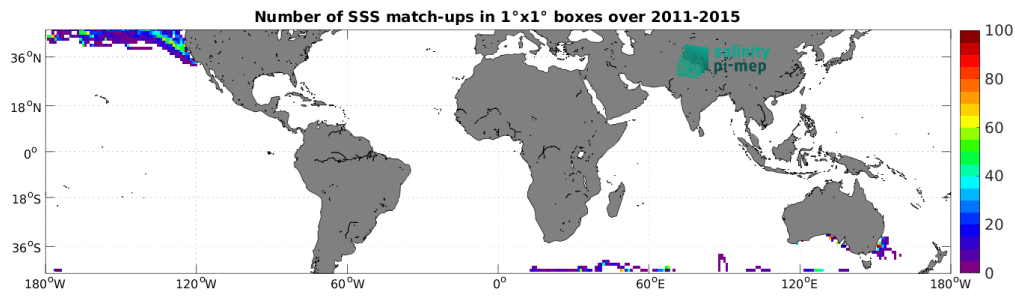 Number of SSS match-ups in 1°x1° boxes over 2011-2015
salinity
pi-mep
36°N
18°N
0°
18°S
36°S
180°W 120°W 60°W 0° 60°E 120°E 180°W
100
80
60
40
20
0